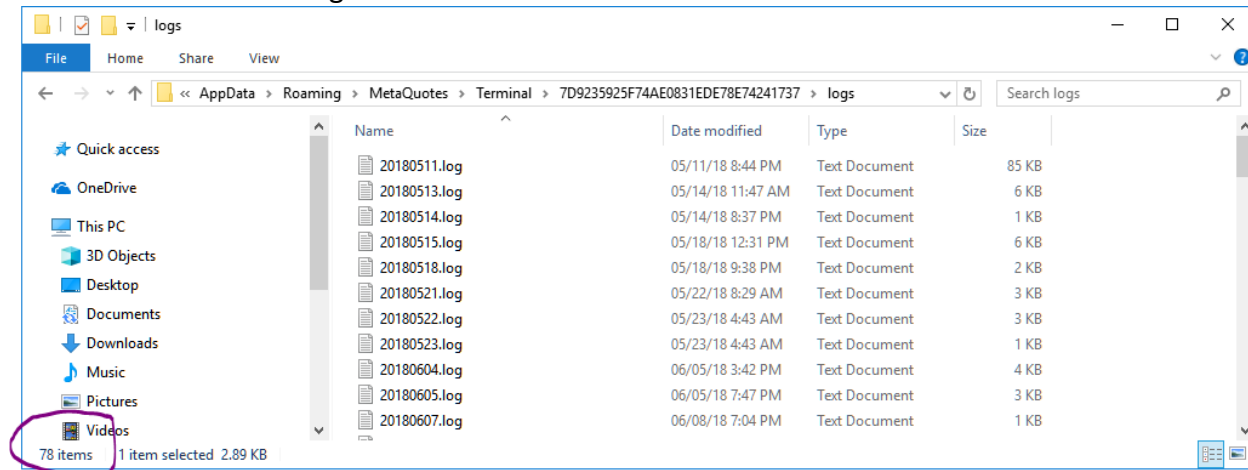 logs
File Home Share View
« AppData > Roaming > MetaQuotes > Terminal > 7D9235925F74AE0831EDE78E74241737 > logs Search logs
Name Date modified Type Size
Quick access
OneDrive
This PC
3D Objects
Desktop
Documents
Downloads
Music
Pictures
Videos
20180511.log 05/11/18 8:44 PM Text Document 85 KB
20180513.log 05/14/18 11:47 AM Text Document 6 KB
20180514.log 05/14/18 8:37 PM Text Document 1 KB
20180515.log 05/18/18 12:31 PM Text Document 6 KB
20180518.log 05/18/18 9:38 PM Text Document 2 KB
20180521.log 05/22/18 8:29 AM Text Document 3 KB
20180522.log 05/23/18 4:43 AM Text Document 3 KB
20180523.log 05/23/18 4:43 AM Text Document 1 KB
20180604.log 06/05/18 3:42 PM Text Document 4 KB
20180605.log 06/05/18 7:47 PM Text Document 3 KB
20180607.log 06/08/18 7:04 PM Text Document 1 KB
78 items 1 item selected 2.89 KB